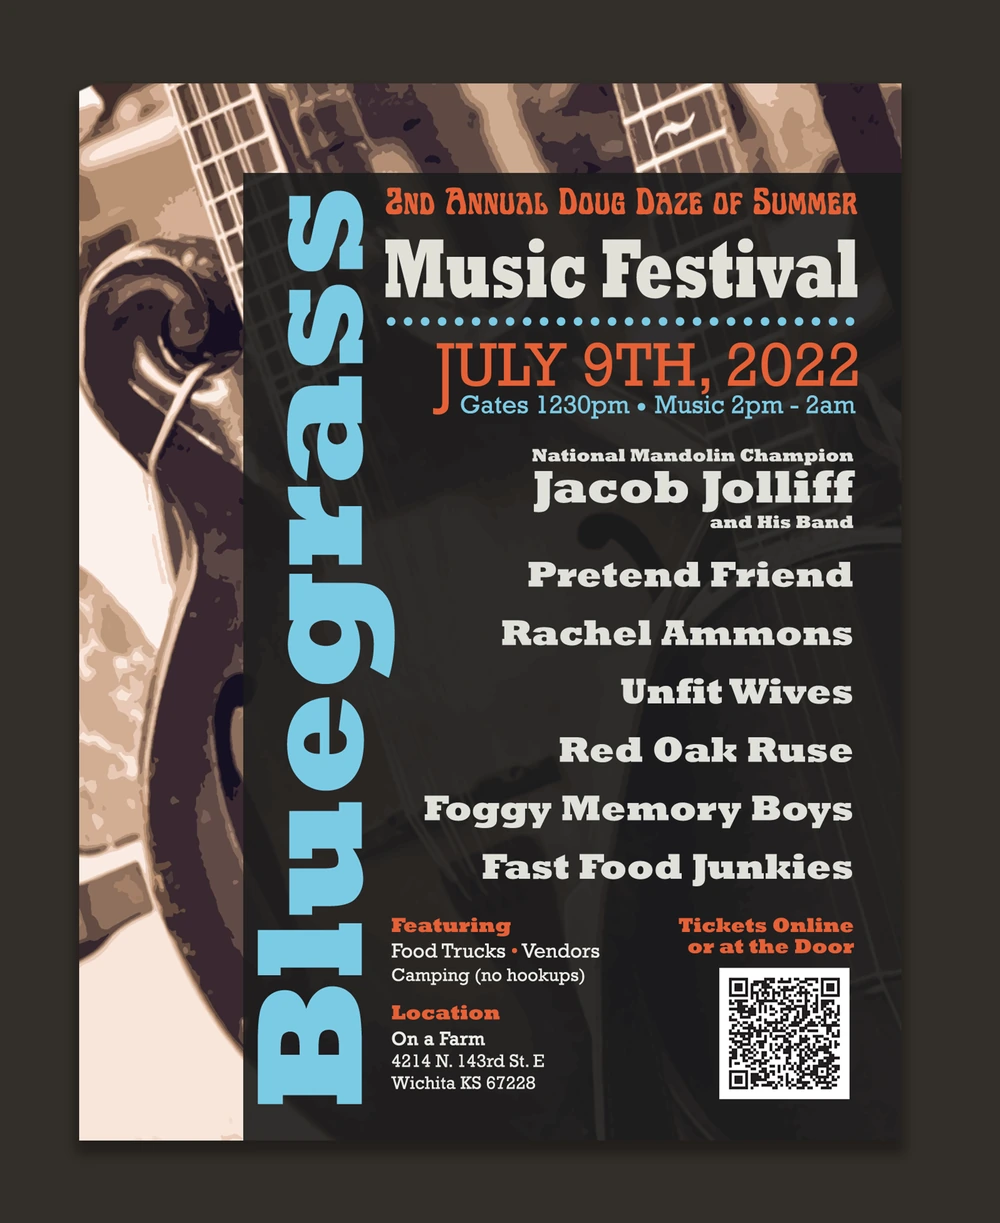 2nd Annual Doug Daze of Summer
Bluegrass
Music Festival
July 9th, 2022
Gates 1230pm • Music 2pm - 2am
National Mandolin Champion
Jacob Jolliff
and His Band
Pretend Friend
Rachel Ammons
Unfit Wives
Red Oak Ruse
Foggy Memory Boys
Fast Food Junkies
Featuring
Food Trucks • Vendors
Camping (no hookups)
Location
On a Farm
4214 N. 143rd St. E
Wichita KS 67228
Tickets Online
or at the Door